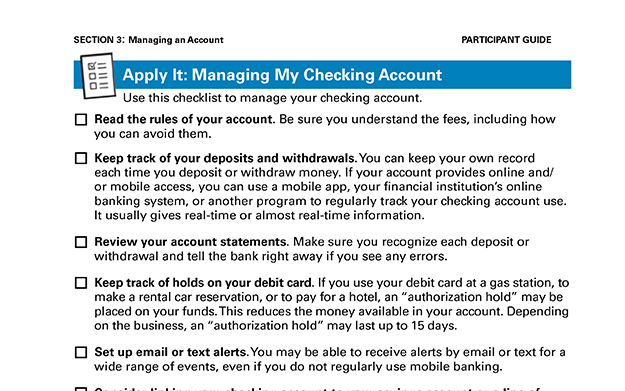 SECTION 3: Managing an Account
PARTICIPANT GUIDE
Apply It: Managing My Checking Account
Use this checklist to manage your checking account.
Read the rules of your account. Be sure you understand the fees, including how
you can avoid them.
Keep track of your deposits and withdrawals. You can keep your own record
each time you deposit or withdraw money. If your account provides online and/
or mobile access, you can use a mobile app, your financial institution's online
banking system, or another program to regularly track your checking account use.
It usually gives real-time or almost real-time information.
Review your account statements. Make sure you recognize each deposit or
withdrawal and tell the bank right away if you see any errors.
Keep track of holds on your debit card. If you use your debit card at a gas station, to
make a rental car reservation, or to pay for a hotel, an “authorization hold” may be
placed on your funds. This reduces the money available in your account. Depending
on the business, an “authorization hold” may last up to 15 days.
Set up email or text alerts. You may be able to receive alerts by email or text for a
wide range of events, even if you do not regularly use mobile banking.